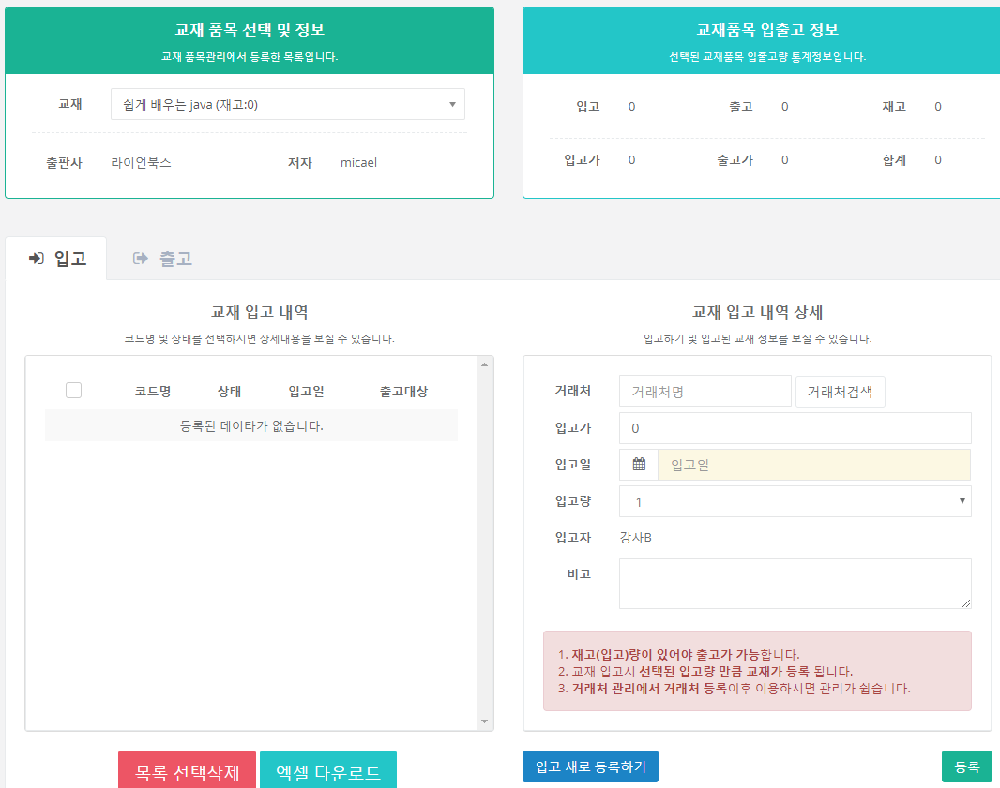 교재 품목 선택 및 정보
교재 품목관리에서 등록한 목록입니다.
교재 쉽게 배우는 java (재고:0)
출판사 라이언북스 저자 micael
교재품목 입출고 정보
선택된 교재품목 입출고량 통계정보입니다.
입고 0 출고 0 재고 0
입고가 0 출고가 0 합계 0
입고 출고
교재 입고 내역
코드명 및 상태를 선택하시면 상세내용을 보실 수 있습니다.
코드명 상태 입고일 출고대상
등록된 데이타가 없습니다.
목록 선택삭제 엑셀 다운로드
교재 입고 내역 상세
입고하기 및 입고된 교재 정보를 보실 수 있습니다.
거래처 거래처명 거래처검색
입고가 0
입고일 입고일
입고량 1
입고자 강사B
비고
1. 재고(입고)량이 있어야 출고가 가능합니다.
2. 교재 입고시 선택된 입고량 만큼 교재가 등록 됩니다.
3. 거래처 관리에서 거래처 등록이후 이용하시면 관리가 쉽습니다.
입고 새로 등록하기 등록